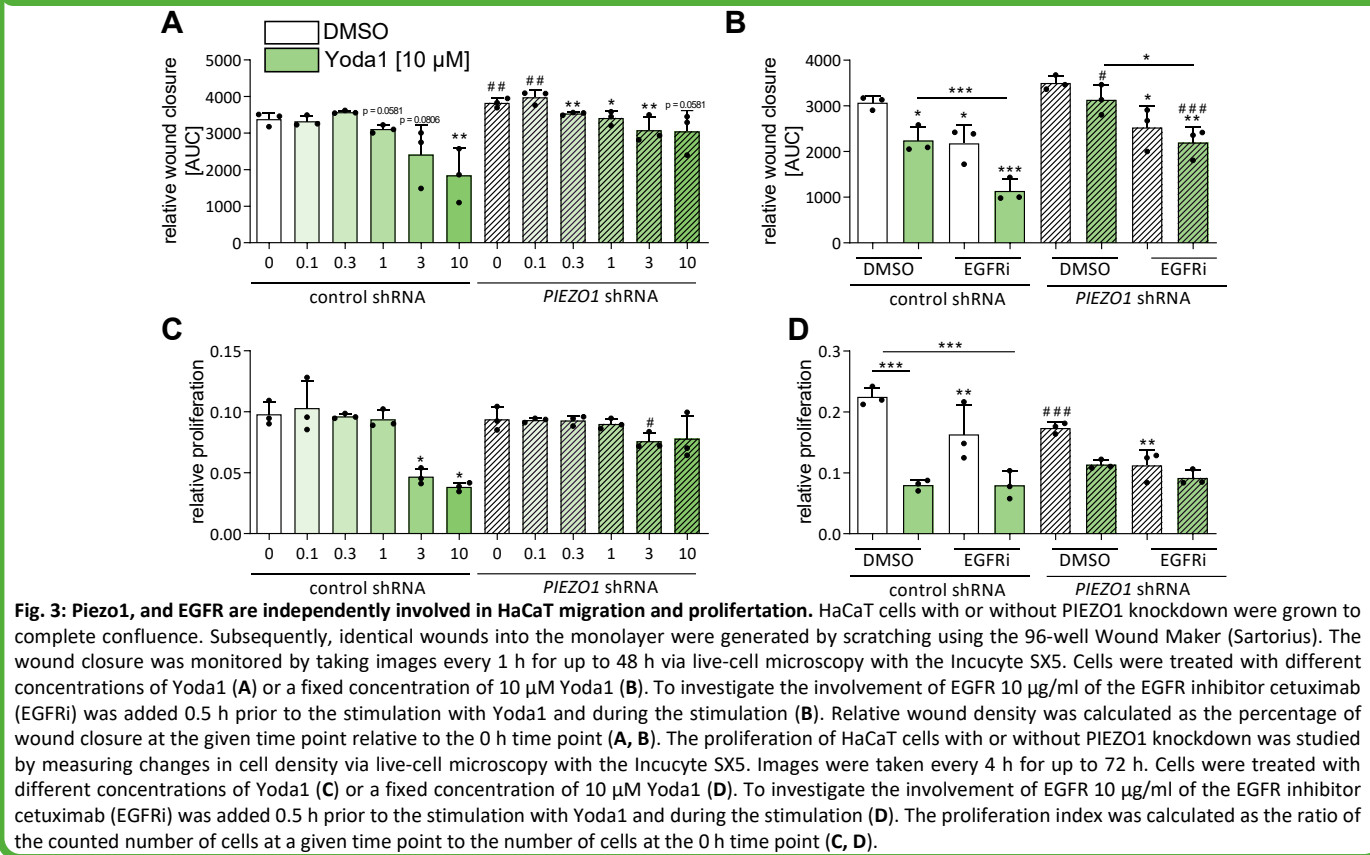 A
DMSO
Yoda1 [10 µM]
relative wound closure
[AUC]
5000
4000
3000
2000
1000
0
p = 0.0581
p = 0.0806
**
##
##
**
*
**
p = 0.0581
0 0.1 0.3 1 3 10 0 0.1 0.3 1 3 10
control shRNA PIEZO1 shRNA
B
relative wound closure
[AUC]
4000
3000
2000
1000
0
*
***
*
***
*
#
*
###
**
DMSO EGFRi DMSO EGFRi
control shRNA PIEZO1 shRNA
C
relative proliferation
0.15
0.10
0.05
0.00
*
*
#
0 0.1 0.3 1 3 10 0 0.1 0.3 1 3 10
control shRNA PIEZO1 shRNA
D
relative proliferation
0.3
0.2
0.1
0.0
***
***
**
###
**
DMSO EGFRi DMSO EGFRi
control shRNA PIEZO1 shRNA
Fig. 3: Piezo1, and EGFR are independently involved in HaCaT migration and prolifertation. HaCaT cells with or without PIEZO1 knockdown were grown to
complete confluence. Subsequently, identical wounds into the monolayer were generated by scratching using the 96-well Wound Maker (Sartorius). The
wound closure was monitored by taking images every 1 h for up to 48 h via live-cell microscopy with the Incucyte SX5. Cells were treated with different
concentrations of Yoda1 (A) or a fixed concentration of 10 µM Yoda1 (B). To investigate the involvement of EGFR 10 µg/ml of the EGFR inhibitor cetuximab
(EGFRi) was added 0.5 h prior to the stimulation with Yoda1 and during the stimulation (B). Relative wound density was calculated as the percentage of
wound closure at the given time point relative to the 0 h time point (A, B). The proliferation of HaCaT cells with or without PIEZO1 knockdown was studied
by measuring changes in cell density via live-cell microscopy with the Incucyte SX5. Images were taken every 4 h for up to 72 h. Cells were treated with
different concentrations of Yoda1 (C) or a fixed concentration of 10 µM Yoda1 (D). To investigate the involvement of EGFR 10 µg/ml of the EGFR inhibitor
cetuximab (EGFRi) was added 0.5 h prior to the stimulation with Yoda1 and during the stimulation (D). The proliferation index was calculated as the ratio of
the counted number of cells at a given time point to the number of cells at the 0 h time point (C, D).